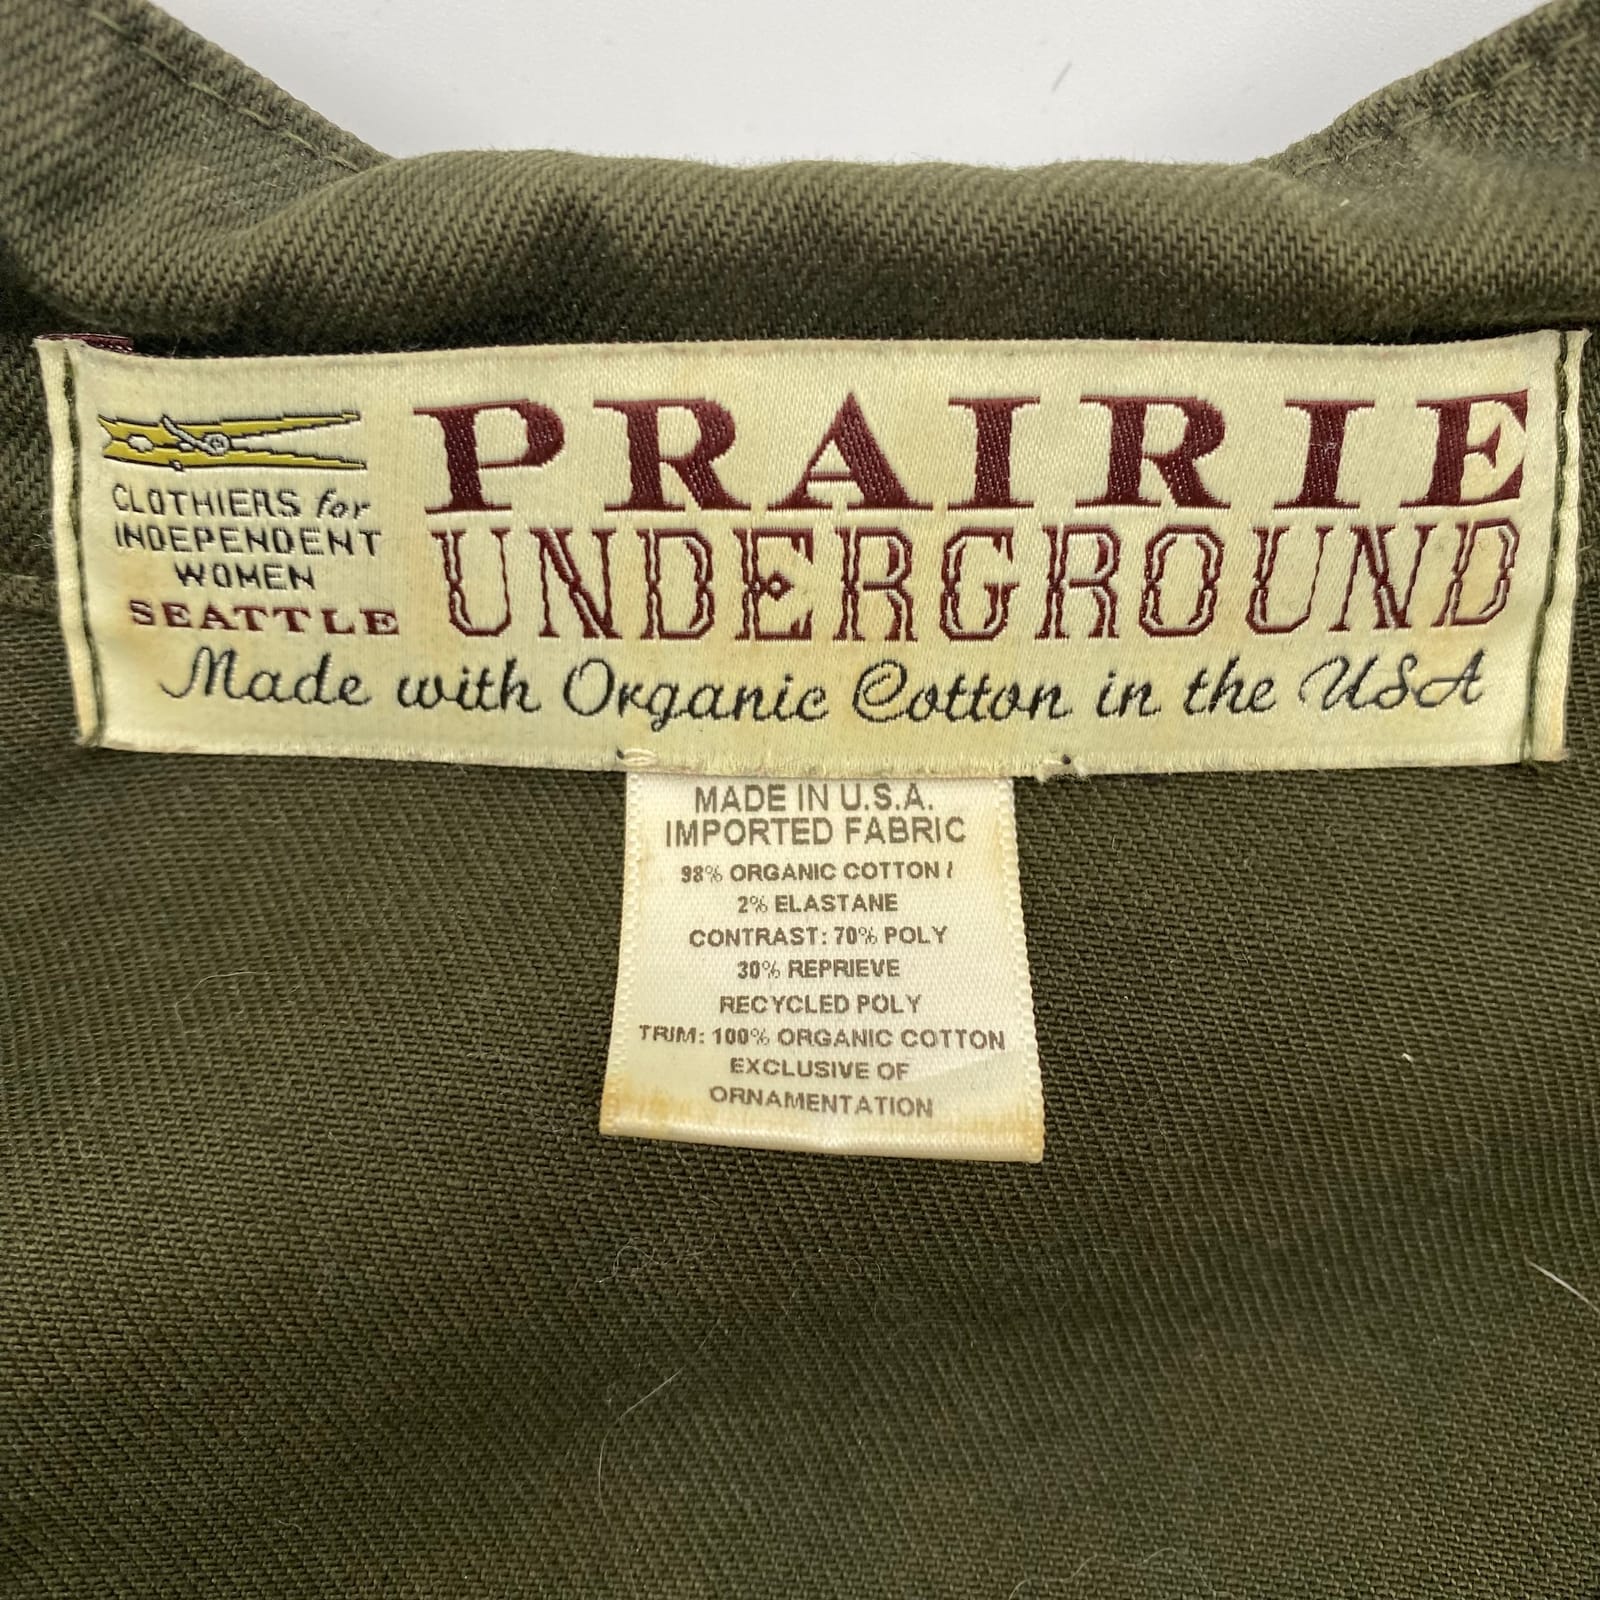 PRAIRIE
UNDERGROUND
CLOTHIERS for
INDEPENDENT
WOMEN
SEATTLE
Made with Organic Cotton in the USA
MADE IN U.S.A.
IMPORTED FABRIC
98% ORGANIC COTTON /
2% ELASTANE
CONTRAST: 70% POLY
30% REPRIEVE
RECYCLED POLY
TRIM: 100% ORGANIC COTTON
EXCLUSIVE OF
ORNAMENTATION